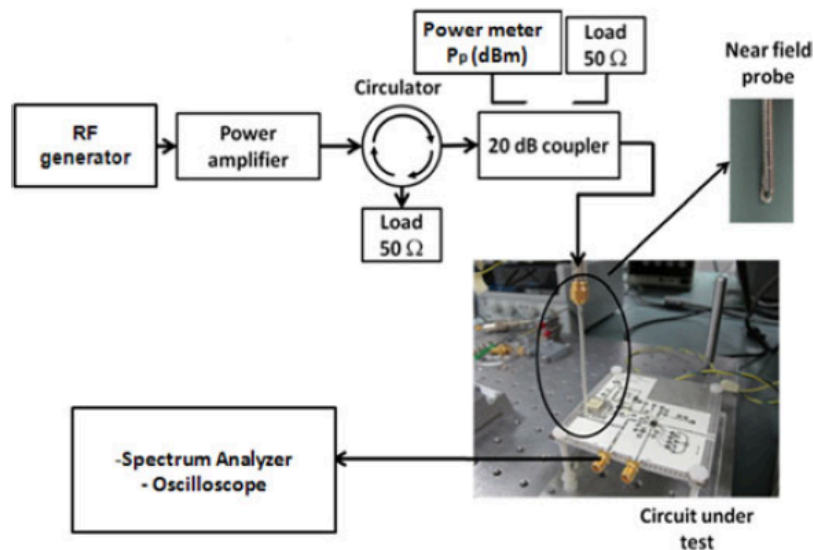 Power meter
Pp (dBm)
Load
50 Ω
Near field
probe
Circulator
RF
generator
Power
amplifier
20 dB coupler
Load
50 Ω
-Spectrum Analyzer
- Oscilloscope
Circuit under
test